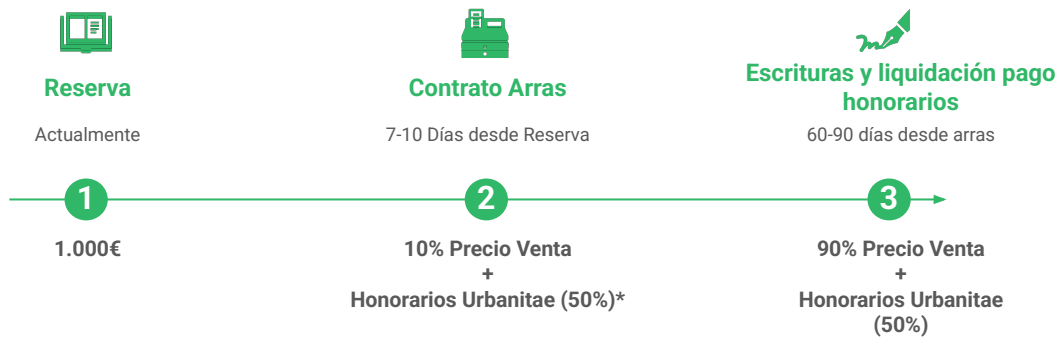 Reserva
Actualmente
1
1.000€
Contrato Arras
7-10 Días desde Reserva
2
10% Precio Venta
+
Honorarios Urbanitae (50%)*
Escrituras y liquidación pago
honorarios
60-90 días desde arras
3
90% Precio Venta
+
Honorarios Urbanitae
(50%)